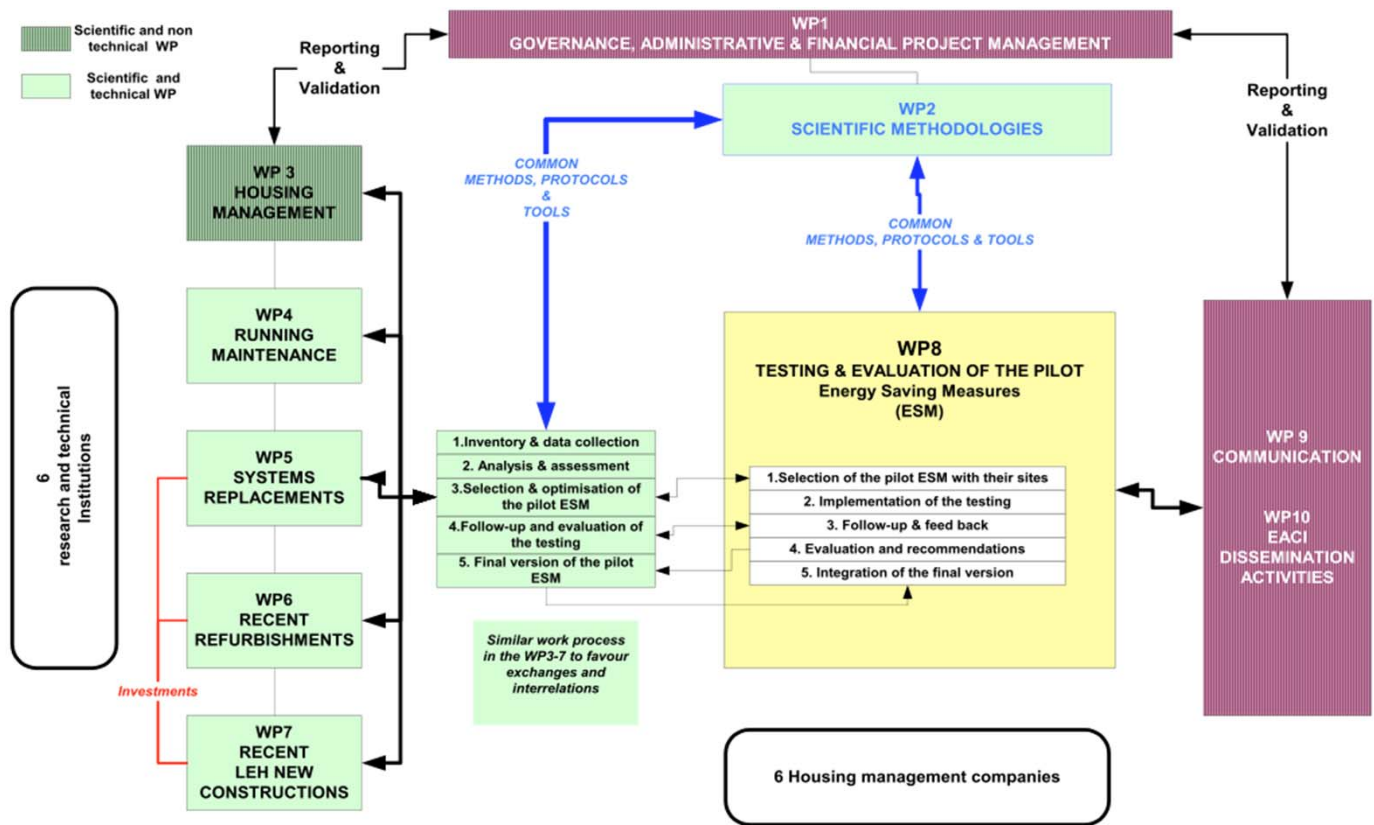 Scientific and non
technical WP
Scientific and
technical WP
Reporting
&
Validation
WP1
GOVERNANCE, ADMINISTRATIVE & FINANCIAL PROJECT MANAGEMENT
Reporting
&
Validation
WP2
SCIENTIFIC METHODOLOGIES
COMMON
METHODS, PROTOCOLS
&
TOOLS
COMMON
METHODS, PROTOCOLS & TOOLS
WP 3
HOUSING
MANAGEMENT
WP4
RUNNING
MAINTENANCE
WP5
SYSTEMS
REPLACEMENTS
WP6
RECENT
REFURBISHMENTS
WP7
RECENT
LEH NEW
CONSTRUCTIONS
Investments
6
research and technical
Institutions
1.Inventory & data collection
2. Analysis & assessment
3.Selection & optimisation of
the pilot ESM
4.Follow-up and evaluation of
the testing
5. Final version of the pilot
ESM
Similar work process
in the WP3-7 to favour
exchanges and
interrelations
WP8
TESTING & EVALUATION OF THE PILOT
Energy Saving Measures
(ESM)
1.Selection of the pilot ESM with their sites
2. Implementation of the testing
3. Follow-up & feed back
4. Evaluation and recommendations
5. Integration of the final version
6 Housing management companies
WP 9
COMMUNICATION
WP10
EACI
DISSEMINATION
ACTIVITIES